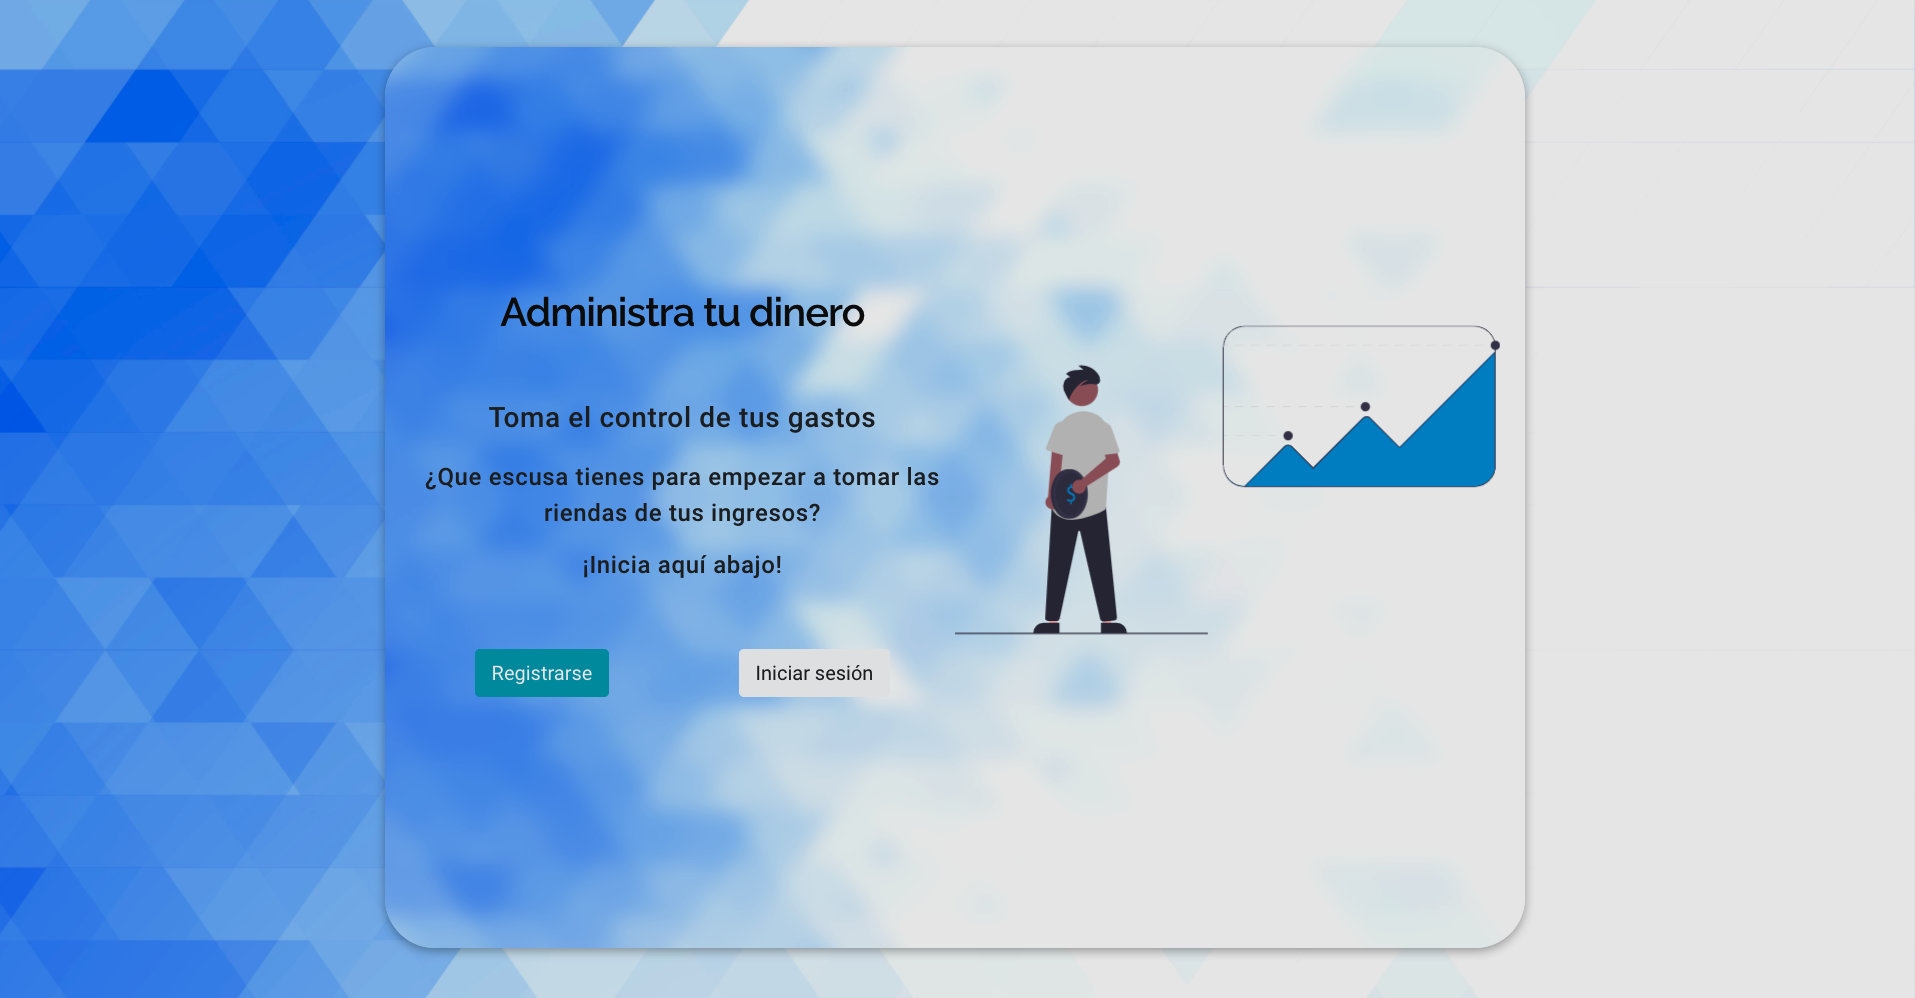 Administra tu dinero
Toma el control de tus gastos
¿Que escusa tienes para empezar a tomar las
riendas de tus ingresos?
¡Inicia aquí abajo!
$
Registrarse
Iniciar sesión